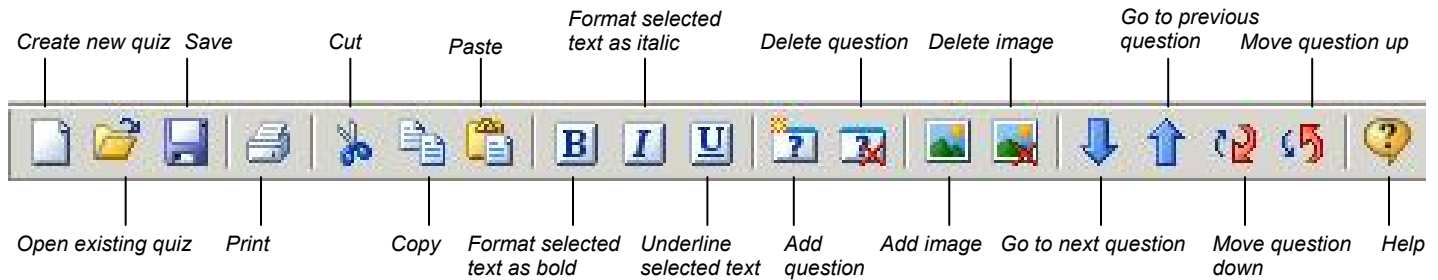 Format selected
text as italic
Go to previous
question
Create new quiz
Save
Cut
Paste
Delete question
Delete image
Move question up
B
I
U
?
?
?
Open existing quiz
Print
Copy
Format selected
text as bold
Underline
selected text
Add
question
Add image
Go to next question
Move question
down
Help